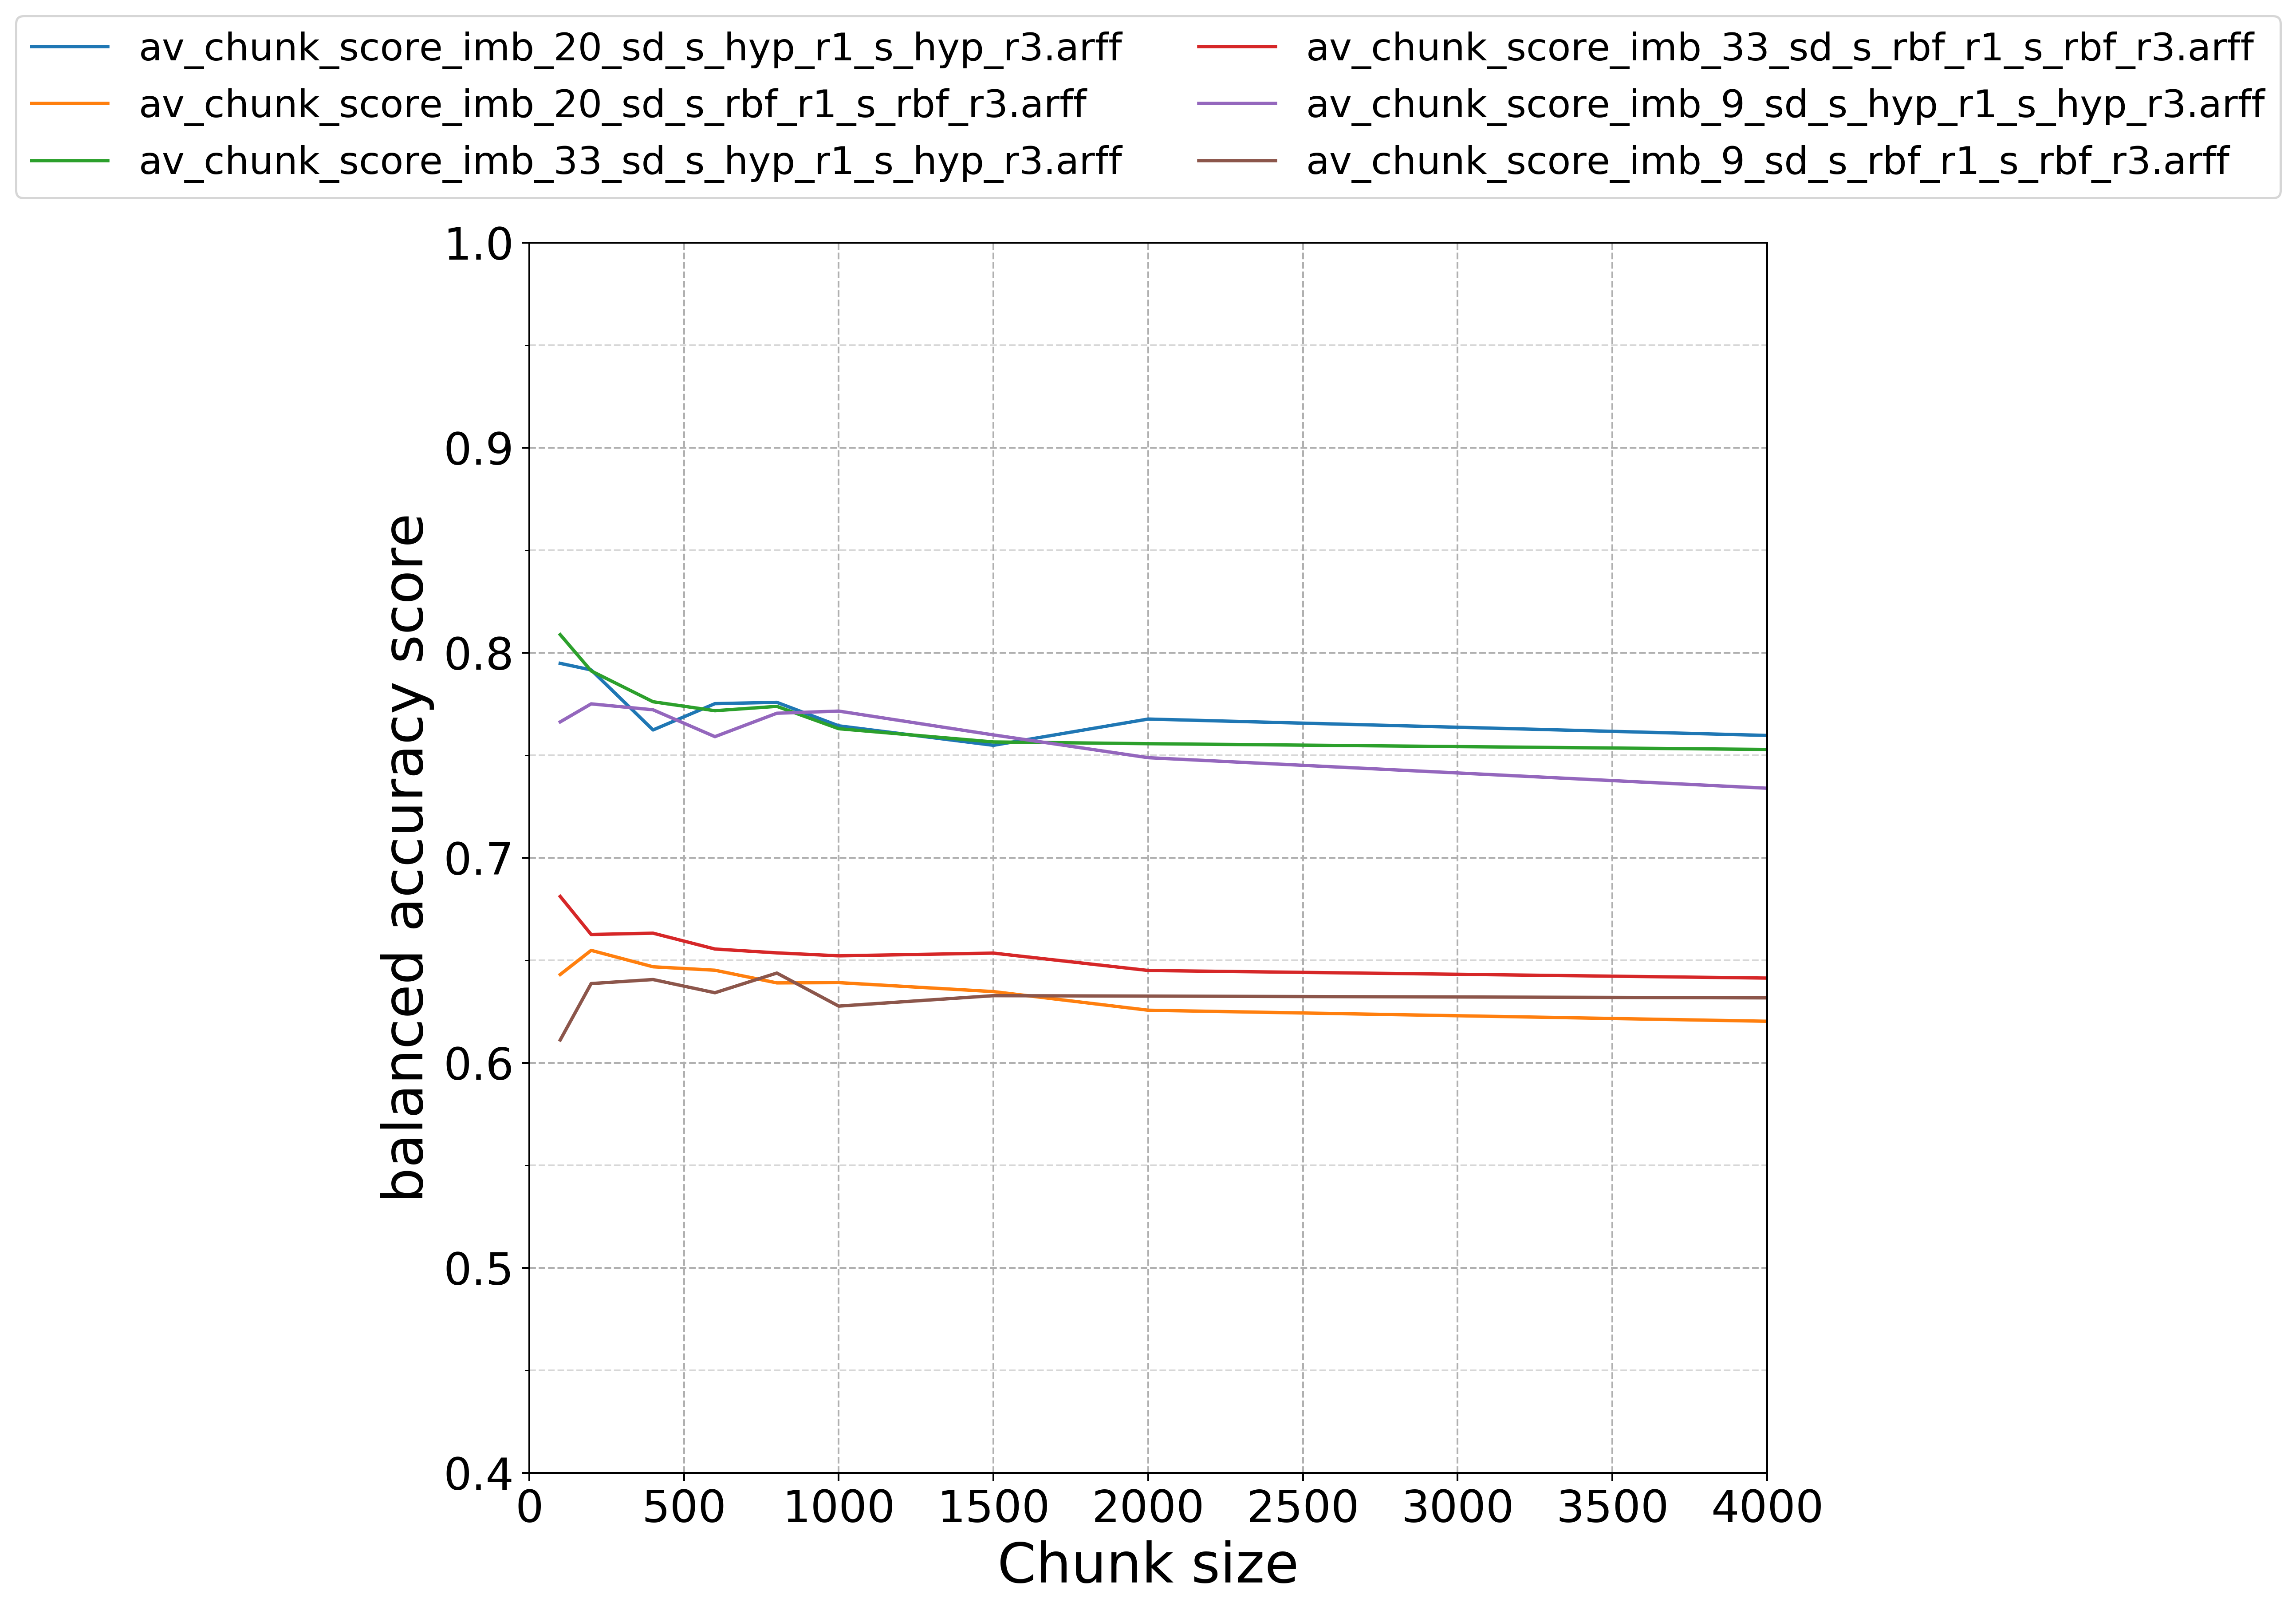 av_chunk_score_imb_20_sd_s_hyp_r1_s_hyp_r3.arff
av_chunk_score_imb_20_sd_s_rbf_r1_s_rbf_r3.arff
av_chunk_score_imb_33_sd_s_hyp_r1_s_hyp_r3.arff
av_chunk_score_imb_33_sd_s_rbf_r1_s_rbf_r3.arff
av_chunk_score_imb_9_sd_s_hyp_r1_s_hyp_r3.arff
av_chunk_score_imb_9_sd_s_rbf_r1_s_rbf_r3.arff
balanced accuracy score
1.0
0.9
0.8
0.7
0.6
0.5
0.4
0 500 1000 1500 2000 2500 3000 3500 4000
Chunk size